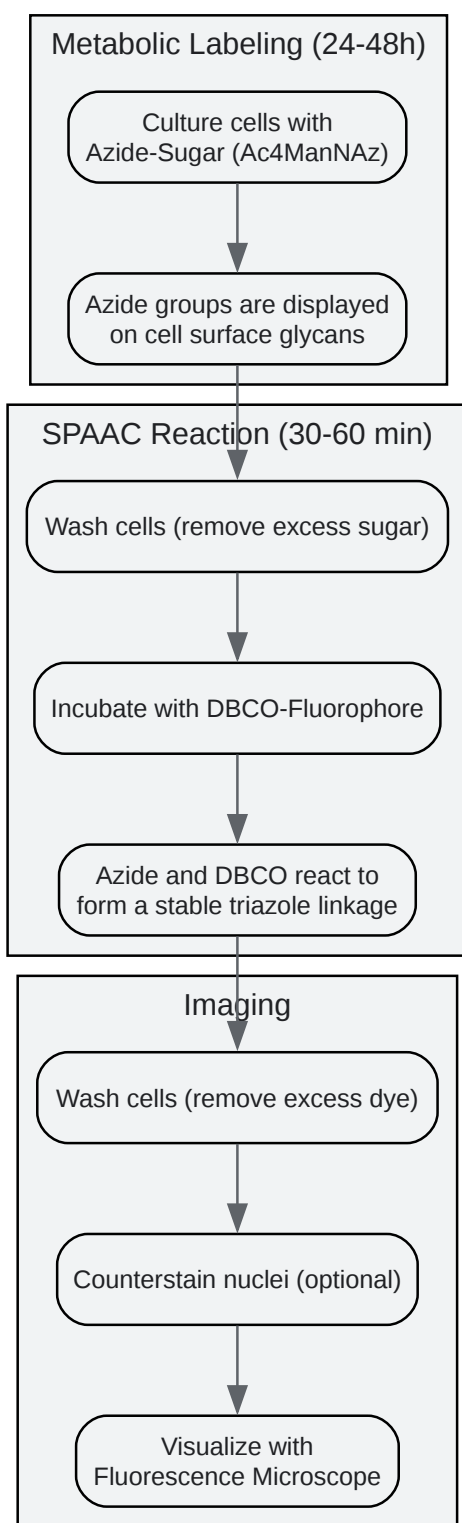 Metabolic Labeling (24-48h)
Culture cells with
Azide-Sugar (Ac4ManNAz)
Azide groups are displayed
on cell surface glycans
SPAAC Reaction (30-60 min)
Wash cells (remove excess sugar)
Incubate with DBCO-Fluorophore
Azide and DBCO react to
form a stable triazole linkage
Imaging
Wash cells (remove excess dye)
Counterstain nuclei (optional)
Visualize with
Fluorescence Microscope